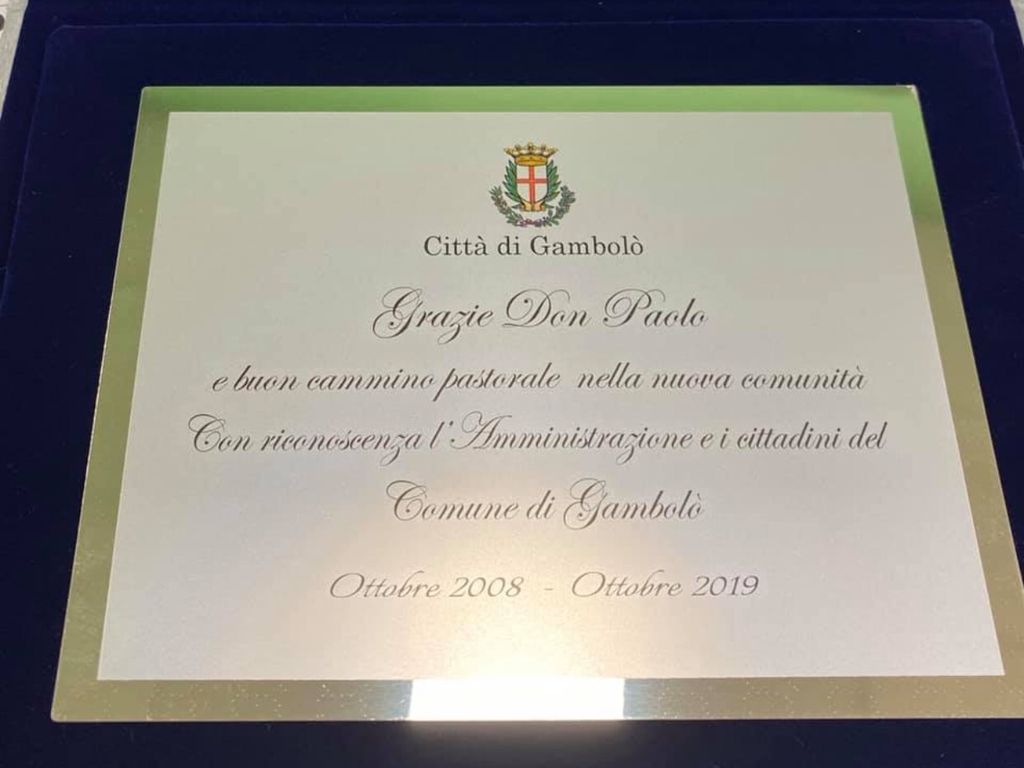 Città di Gambolò
Grazie Don Paolo
e buon cammino pastorale nella nuova comunità
Con riconoscenza l'Amministrazione e i cittadini del
Comune di Gambolò
Ottobre 2008 - Ottobre 2019